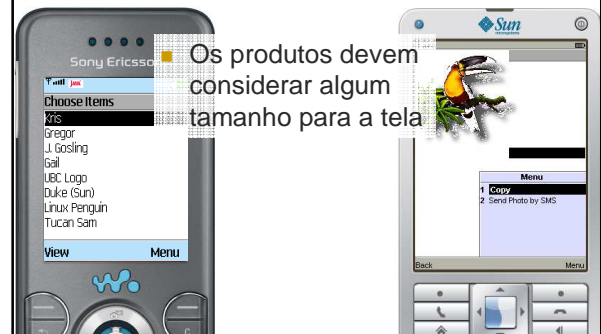 Sony Ericsson
Choose Items
Kris
Gregor
J. Gosling
Gail
UBC Logo
Duke (Sun)
Linux Penguin
Tucan Sam
View Menu
Os produtos devem
considerar algum
tamanho para a tela
Sun
microsystems
Menu
1 Copy
2 Send Photo by SMS
Back Menu
C